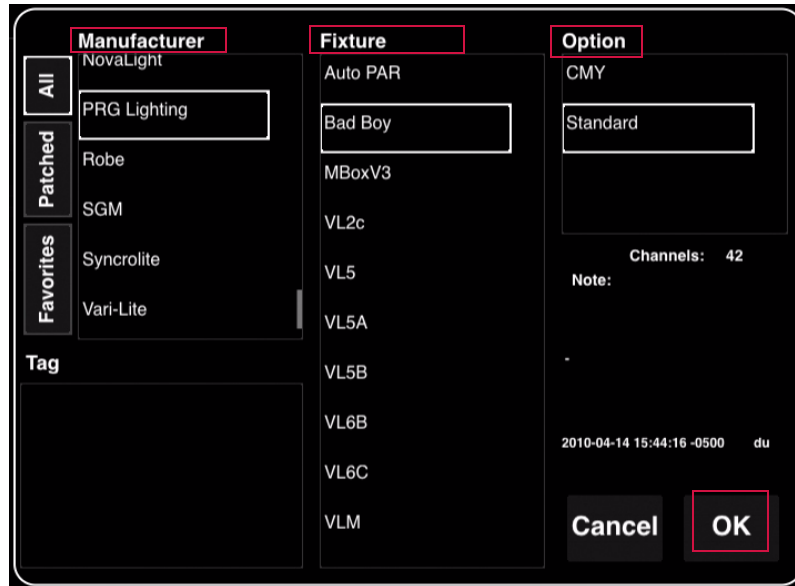 Manufacturer
NovaLight
PRG Lighting
Robe
SGM
Syncrolite
Vari-Lite
All
Patched
Favorites
Tag
Fixture
Auto PAR
Bad Boy
MBoxV3
VL2c
VL5
VL5A
VL5B
VL6B
VL6C
VLM
Option
CMY
Standard
Channels: 42
Note:
-
2010-04-14 15:44:16 -0500 du
Cancel OK